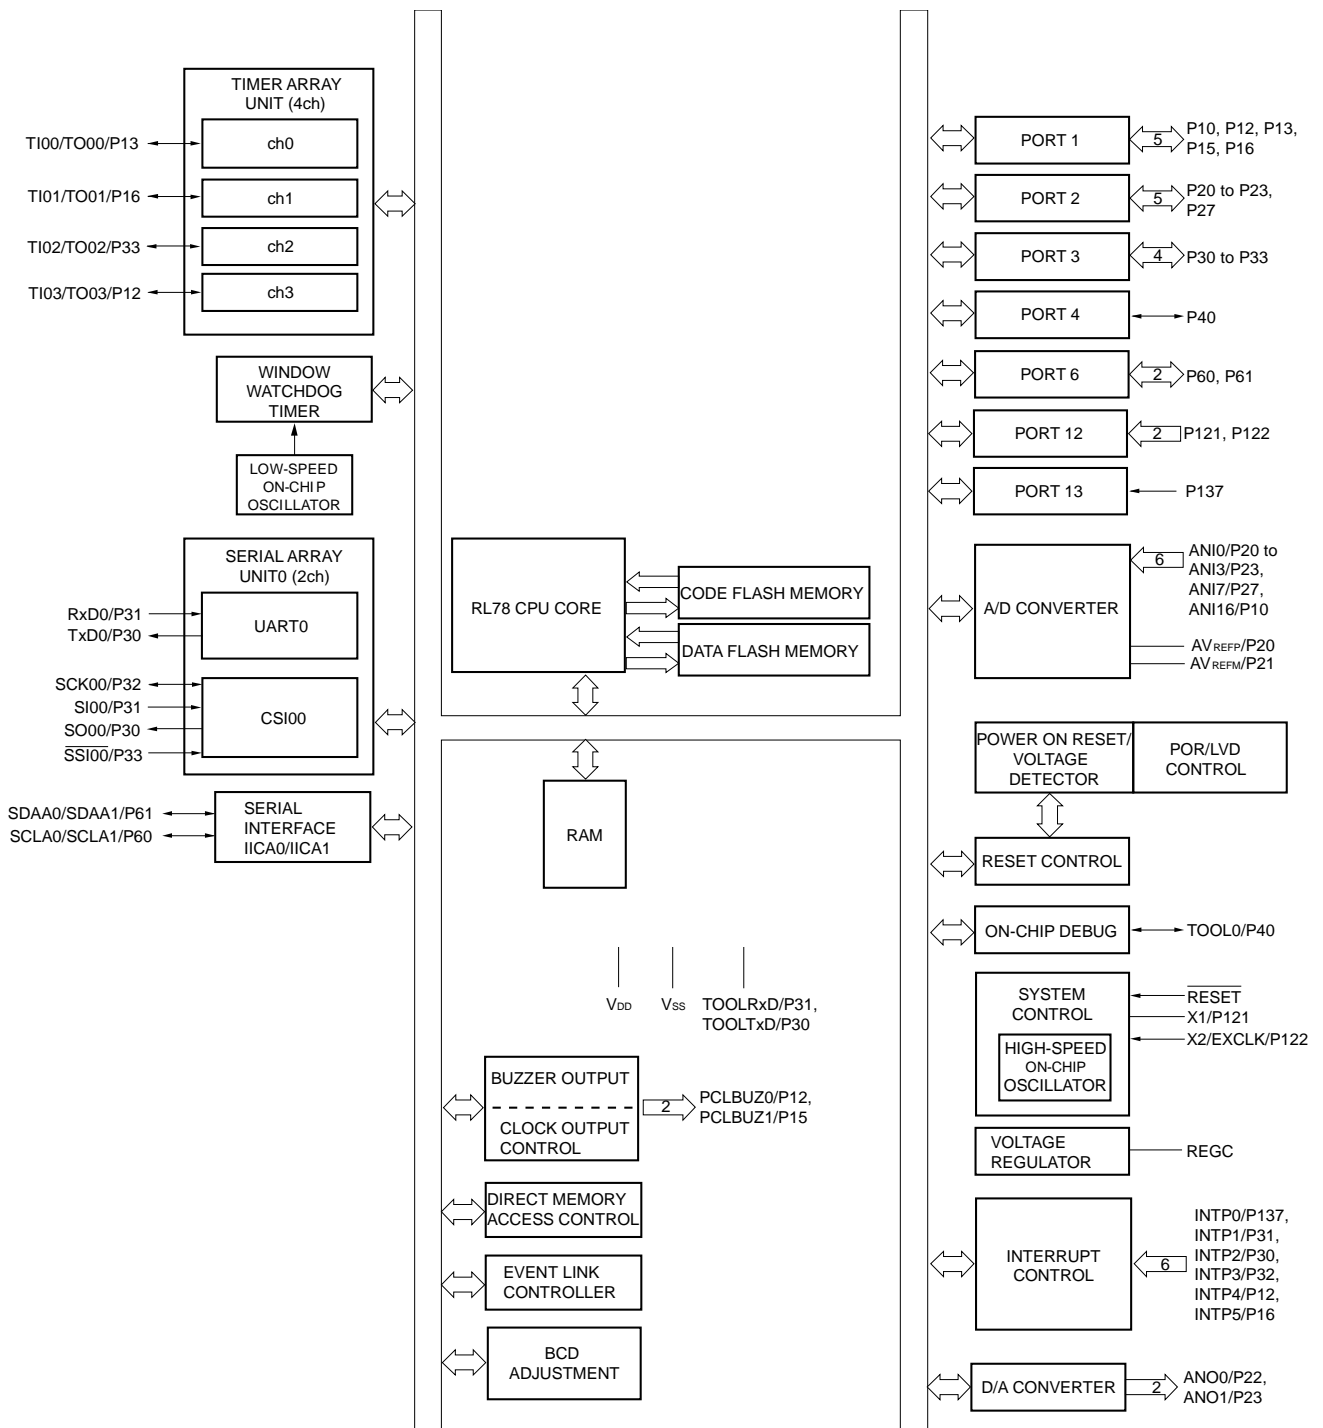 TIMER ARRAY
UNIT (4ch)
TI00/TO00/P13
ch0
TI01/TO01/P16
ch1
TI02/TO02/P33
ch2
TI03/TO03/P12
ch3
WINDOW
WATCHDOG
TIMER
LOW-SPEED
ON-CHIP
OSCILLATOR
SERIAL ARRAY
UNIT0 (2ch)
RxD0/P31
TxD0/P30
UART0
SCK00/P32
SI00/P31
SO00/P30
SSI00/P33
CSI00
SDAA0/SDAA1/P61
SCLA0/SCLA1/P60
SERIAL
INTERFACE
IICA0/IICA1
RL78 CPU CORE
CODE FLASH MEMORY
DATA FLASH MEMORY
RAM
VDD
VSS
TOOLRxD/P31,
TOOLTxD/P30
BUZZER OUTPUT
CLOCK OUTPUT
CONTROL
2
PCLBUZ0/P12,
PCLBUZ1/P15
DIRECT MEMORY
ACCESS CONTROL
EVENT LINK
CONTROLLER
BCD
ADJUSTMENT
PORT 1
5
P10, P12, P13,
P15, P16
PORT 2
5
P20 to P23,
P27
PORT 3
4
P30 to P33
PORT 4
P40
PORT 6
2
P60, P61
PORT 12
2
P121, P122
PORT 13
P137
A/D CONVERTER
6
ANI0/P20 to
ANI3/P23,
ANI7/P27,
ANI16/P10
AVREFP/P20
AVREFM/P21
POWER ON RESET/
VOLTAGE
DETECTOR
POR/LVD
CONTROL
RESET CONTROL
ON-CHIP DEBUG
TOOL0/P40
SYSTEM
CONTROL
HIGH-SPEED
ON-CHIP
OSCILLATOR
RESET
X1/P121
X2/EXCLK/P122
VOLTAGE
REGULATOR
REGC
INTERRUPT
CONTROL
6
INTP0/P137,
INTP1/P31,
INTP2/P30,
INTP3/P32,
INTP4/P12,
INTP5/P16
D/A CONVERTER
2
ANO0/P22,
ANO1/P23